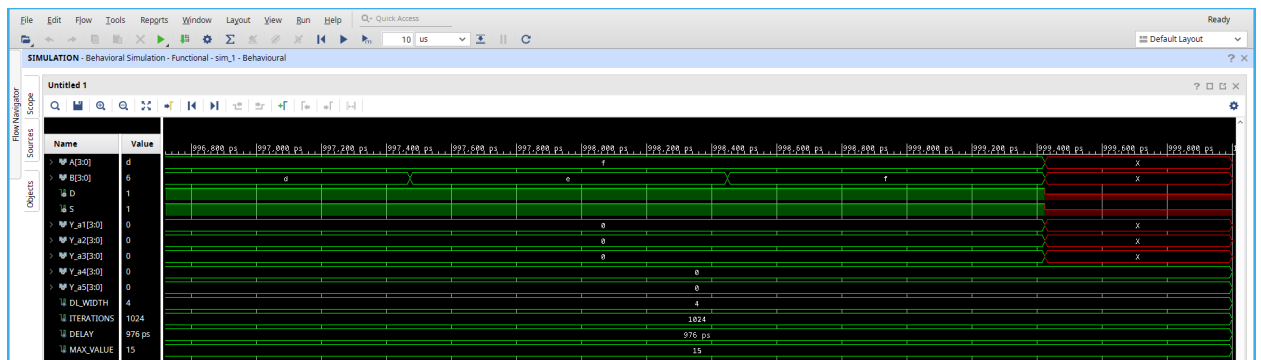 File Edit Flow Tools Reports Window Layout View Run Help Quick Access Ready
10 us Default Layout
SIMULATION - Behavioral Simulation - Functional - sim_1 - Behavioural
Flow Navigator
Scope
Sources
Objects
Untitled 1
Name Value
996,800 ps 997,000 ps 997,200 ps 997,400 ps 997,600 ps 997,800 ps 998,000 ps 998,200 ps 998,400 ps 998,600 ps 998,800 ps 999,000 ps 999,200 ps 999,400 ps 999,600 ps 999,800 ps 1
A[3:0] d f X
B[3:0] 6 d e f X
D 1
S 1
Y_a1[3:0] 0 0 X
Y_a2[3:0] 0 0 X
Y_a3[3:0] 0 0 X
Y_a4[3:0] 0 0
Y_a5[3:0] 0 0
DL_WIDTH 4 4
ITERATIONS 1024 1024
DELAY 976 ps 976 ps
MAX_VALUE 15 15